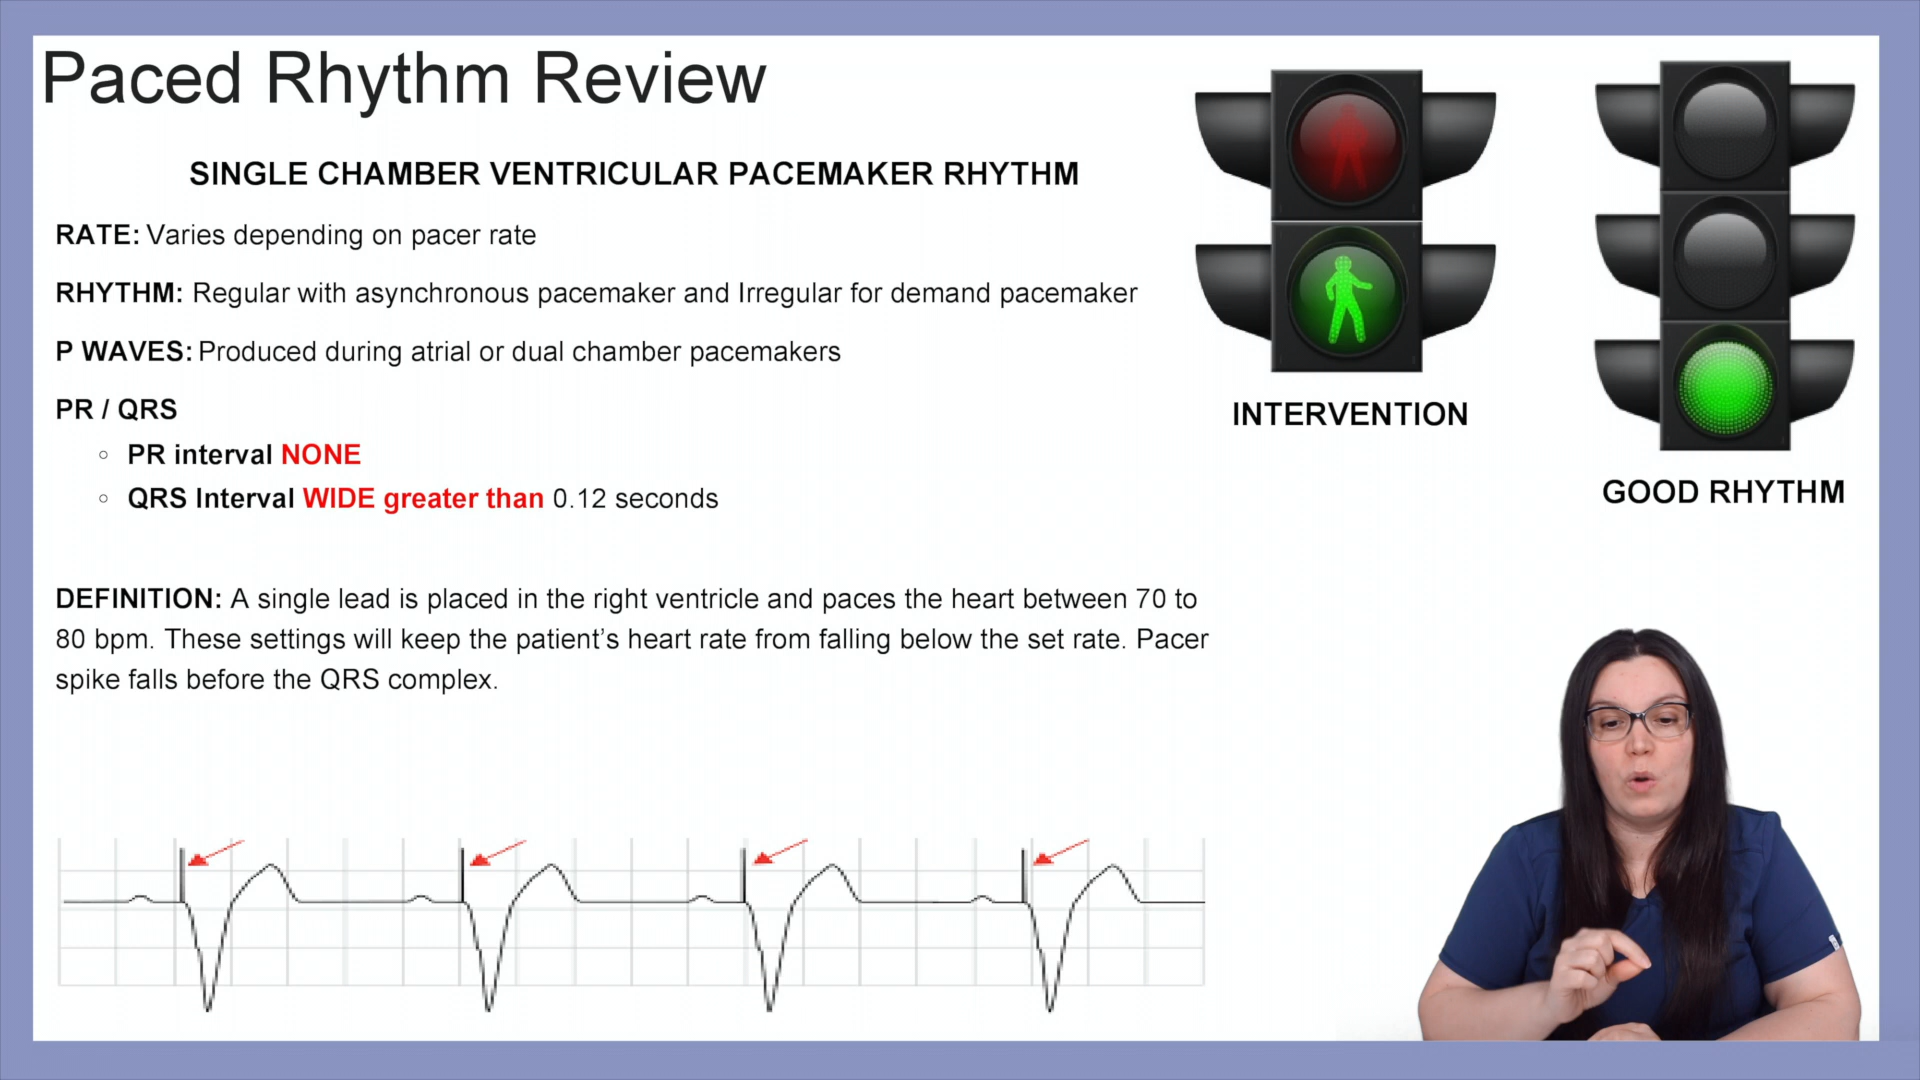 Paced Rhythm Review
SINGLE CHAMBER VENTRICULAR PACEMAKER RHYTHM
RATE: Varies depending on pacer rate
RHYTHM: Regular with asynchronous pacemaker and Irregular for demand pacemaker
P WAVES: Produced during atrial or dual chamber pacemakers
PR / QRS
PR interval NONE
QRS Interval WIDE greater than 0.12 seconds
DEFINITION: A single lead is placed in the right ventricle and paces the heart between 70 to
80 bpm. These settings will keep the patient's heart rate from falling below the set rate. Pacer
spike falls before the QRS complex.
INTERVENTION
GOOD RHYTHM